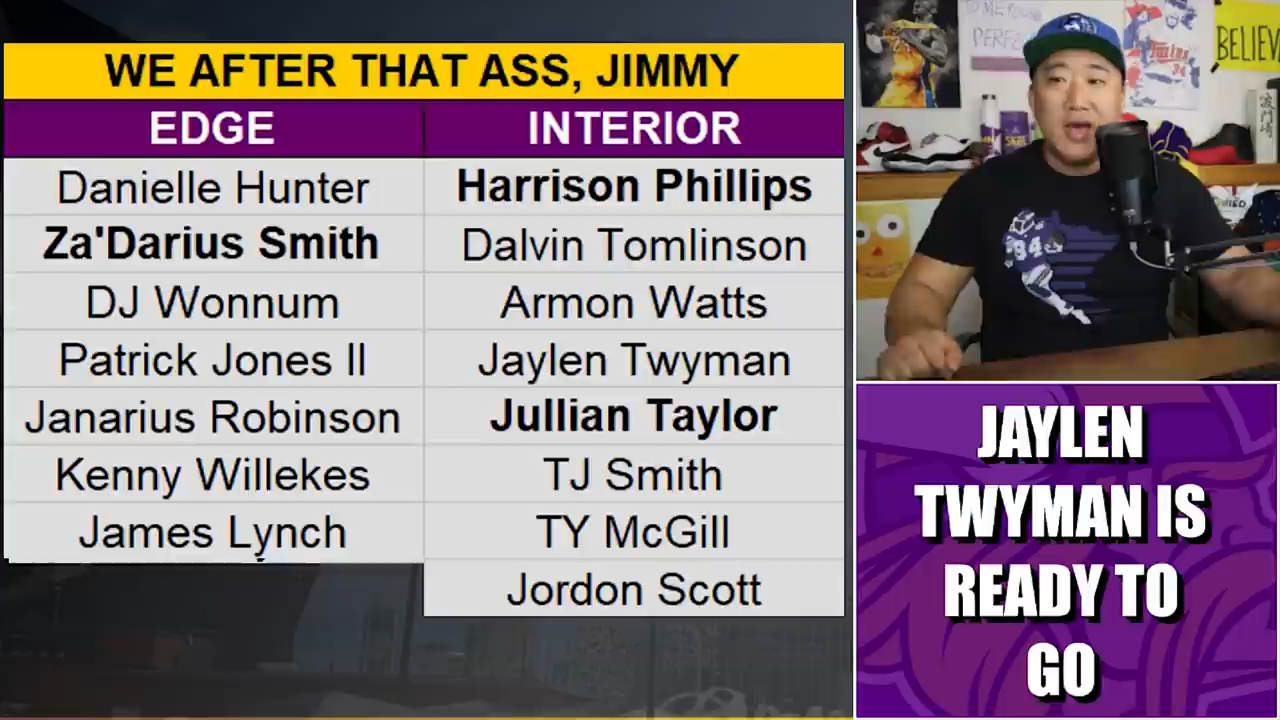 WE AFTER THAT ASS, JIMMY
EDGE
INTERIOR
Danielle Hunter
Harrison Phillips
Za'Darius Smith
Dalvin Tomlinson
DJ Wonnum
Armon Watts
Patrick Jones II
Jaylen Twyman
Janarius Robinson
Jullian Taylor
Kenny Willekes
TJ Smith
James Lynch
TY McGill
Jordon Scott
BELIEV
84
JAYLEN
TWYMAN IS
READY TO
GO